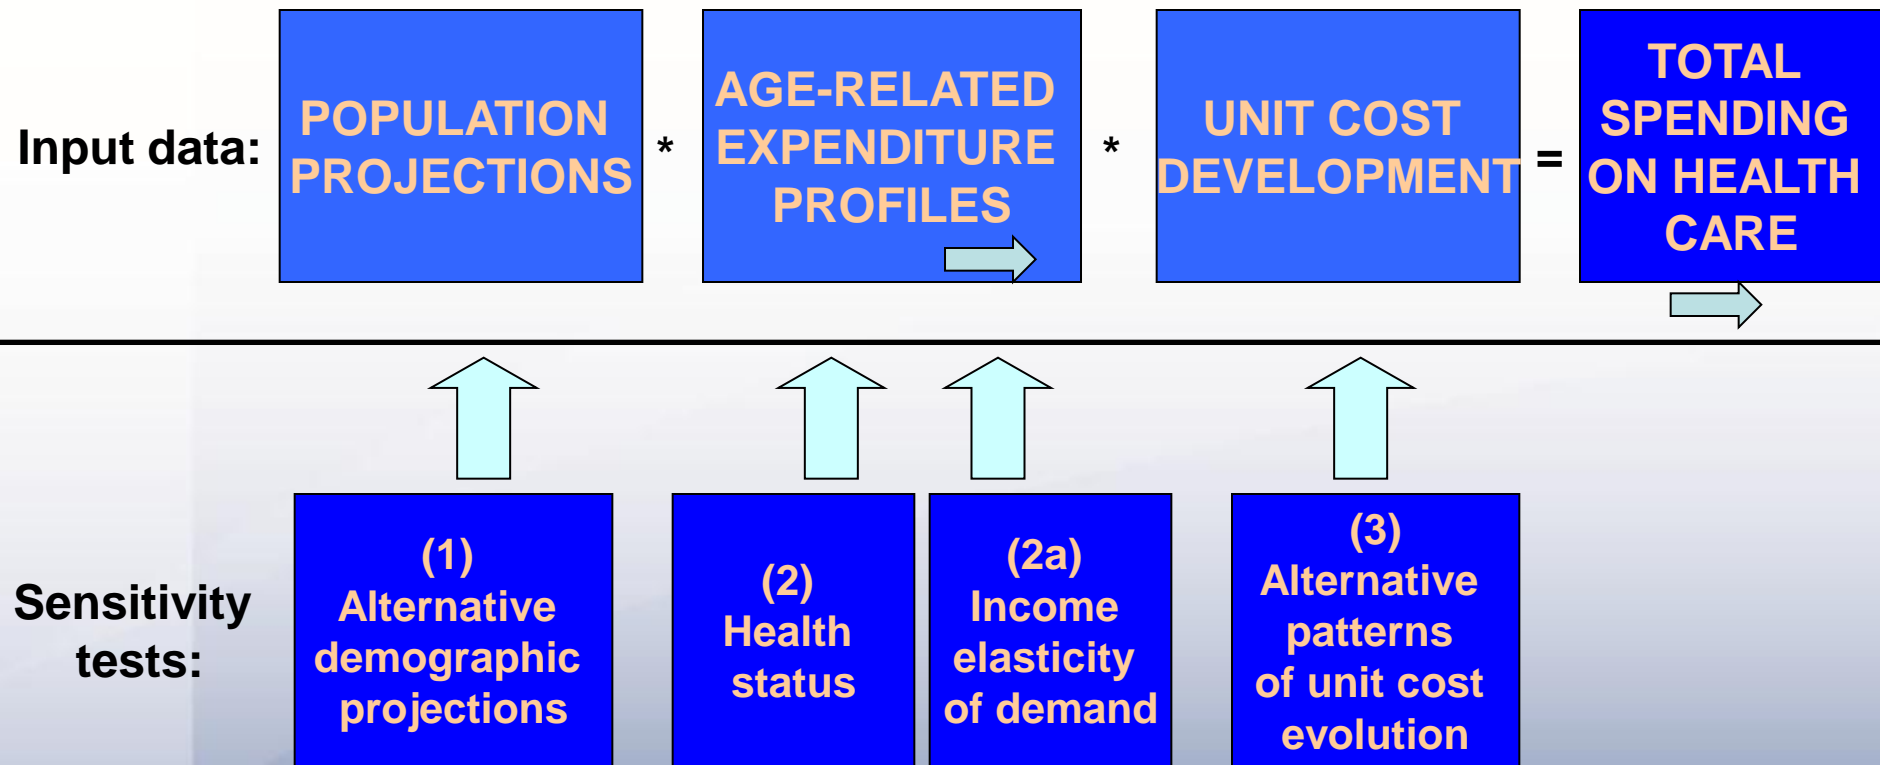 Input data:
POPULATION
PROJECTIONS
*
AGE-RELATED
EXPENDITURE
PROFILES
*
UNIT COST
DEVELOPMENT
=
TOTAL
SPENDING
ON HEALTH
CARE
Sensitivity
tests:
(1)
Alternative
demographic
projections
(2)
Health
status
(2a)
Income
elasticity
of demand
(3)
Alternative
patterns
of unit cost
evolution